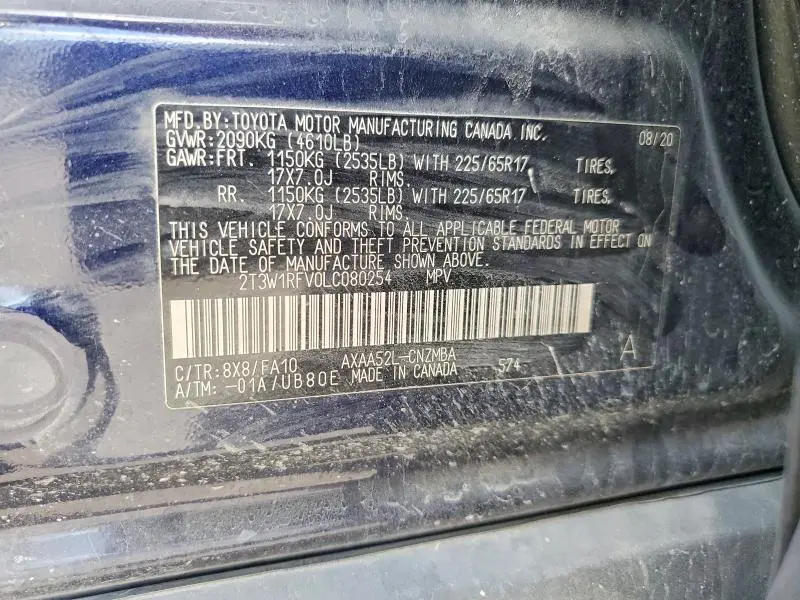 MFD.BY:TOYOTA MOTOR MANUFACTURING CANADA INC. 08/20
GVWR:2090KG (4610LB)
GAWR:FRT. 1150KG (2535LB) WITH 225/65R17 TIRES,
17X7.0J RIMS,
RR. 1150KG (2535LB) WITH 225/65R17 TIRES,
17X7.0J RIMS
THIS VEHICLE CONFORMS TO ALL APPLICABLE FEDERAL MOTOR
VEHICLE SAFETY AND THEFT PREVENTION STANDARDS IN EFFECT ON
THE DATE OF MANUFACTURE SHOWN ABOVE.
2T3W1RFV0LC080254 MPV
C/TR:8X8/FA10 AXAA52L-CNZMBA A
A/TM: -01A/UB80E MADE IN CANADA 574